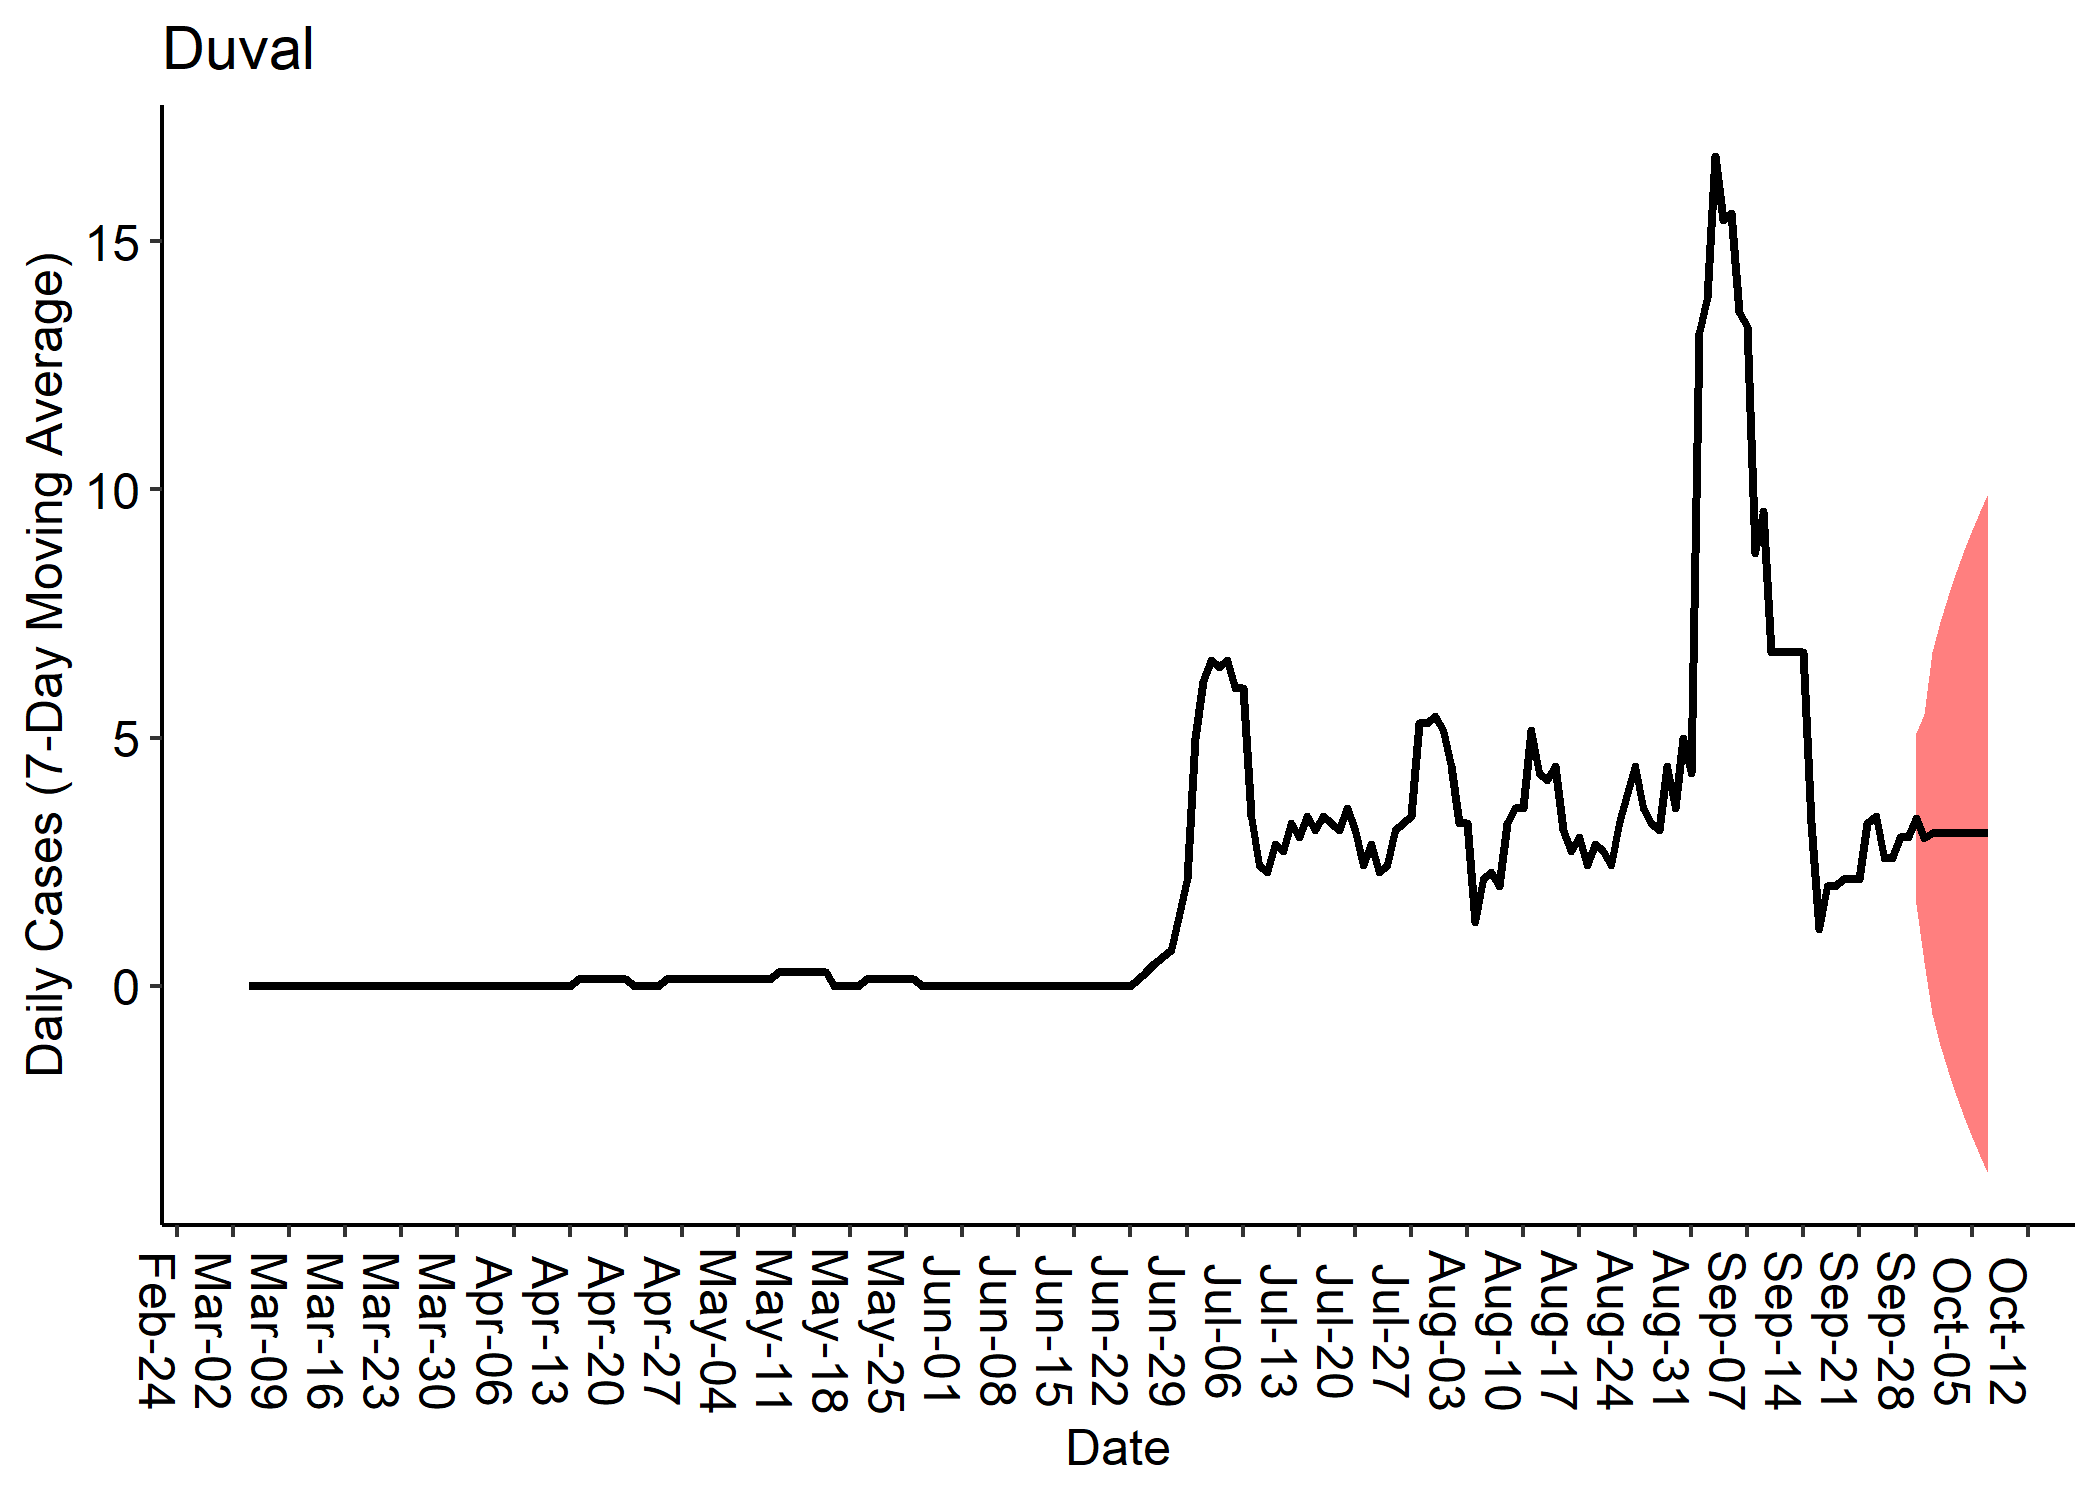 Duval
Daily Cases (7-Day Moving Average)
15
10
5
0
Feb-24
Mar-02
Mar-09
Mar-16
Mar-23
Mar-30
Apr-06
Apr-13
Apr-20
Apr-27
May-04
May-11
May-18
May-25
Jun-01
Jun-08
Jun-15
Jun-22
Jun-29
Jul-06
Jul-13
Jul-20
Jul-27
Aug-03
Aug-10
Aug-17
Aug-24
Aug-31
Sep-07
Sep-14
Sep-21
Sep-28
Oct-05
Oct-12
Date